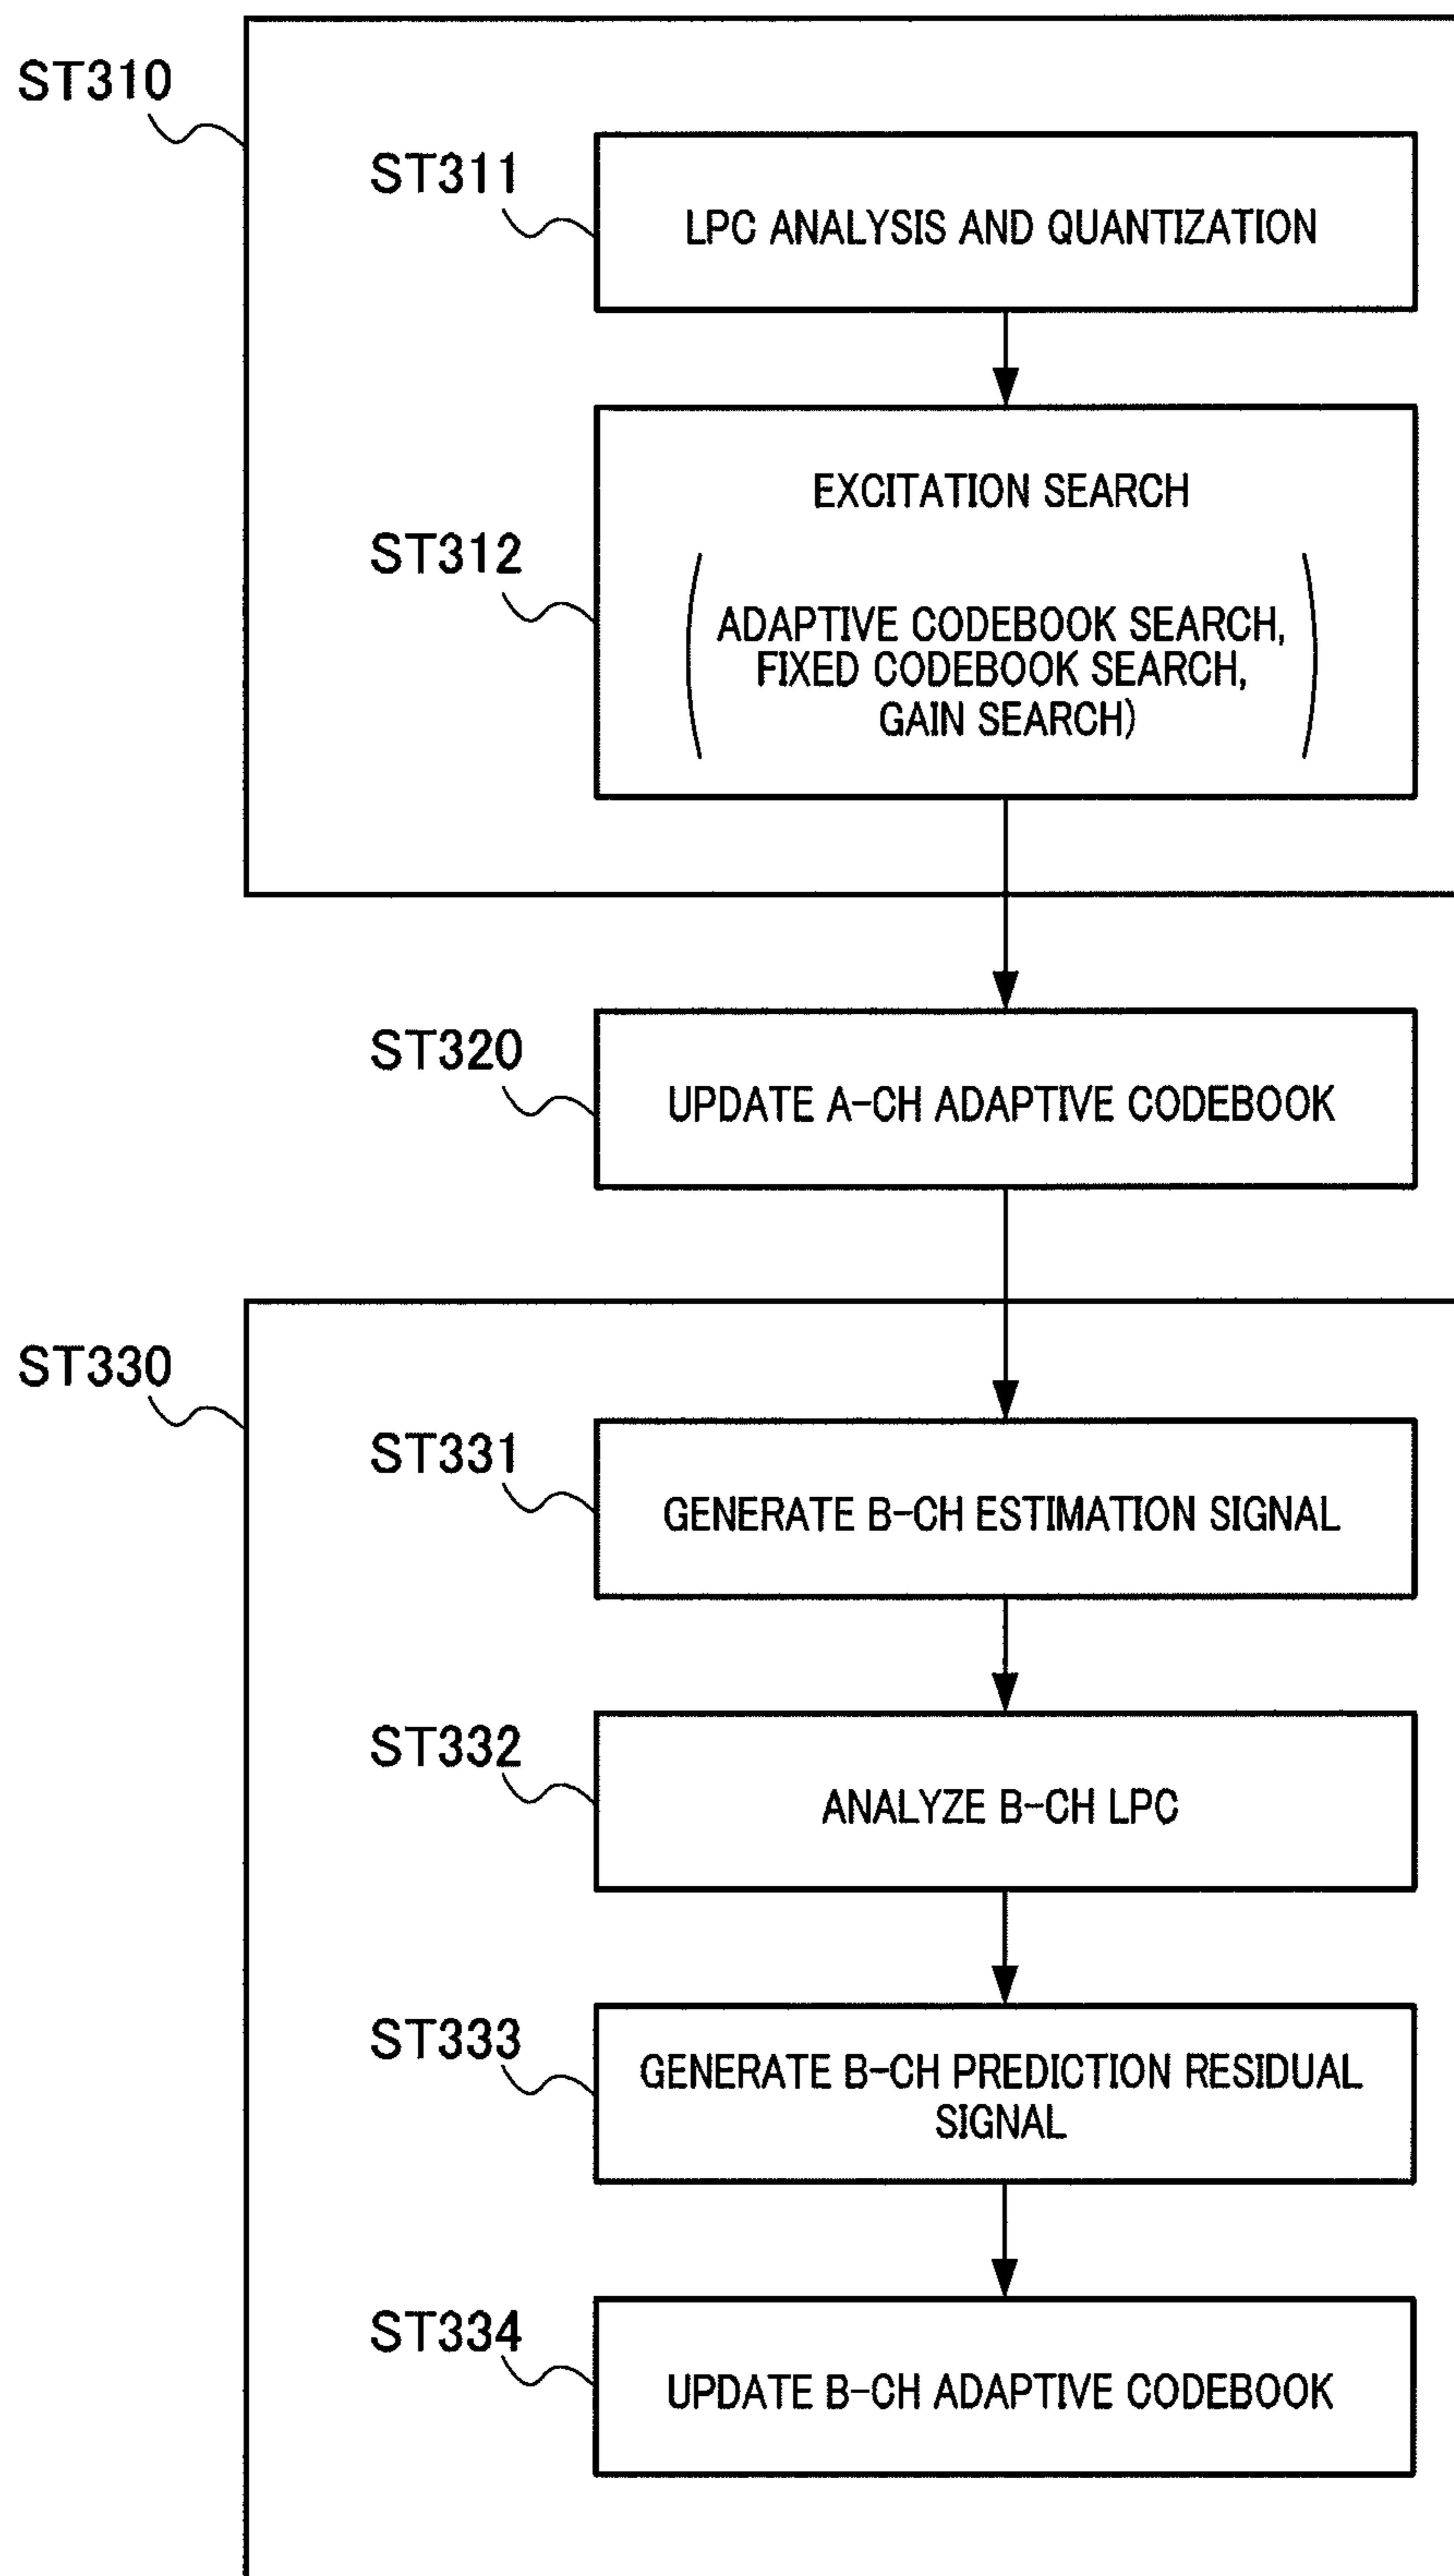 ST310
ST311
LPC ANALYSIS AND QUANTIZATION
EXCITATION SEARCH
ST312
( ADAPTIVE CODEBOOK SEARCH,
FIXED CODEBOOK SEARCH,
GAIN SEARCH) )
ST320
UPDATE A-CH ADAPTIVE CODEBOOK
ST330
ST331
GENERATE B-CH ESTIMATION SIGNAL
ST332
ANALYZE B-CH LPC
ST333
GENERATE B-CH PREDICTION RESIDUAL
SIGNAL
ST334
UPDATE B-CH ADAPTIVE CODEBOOK